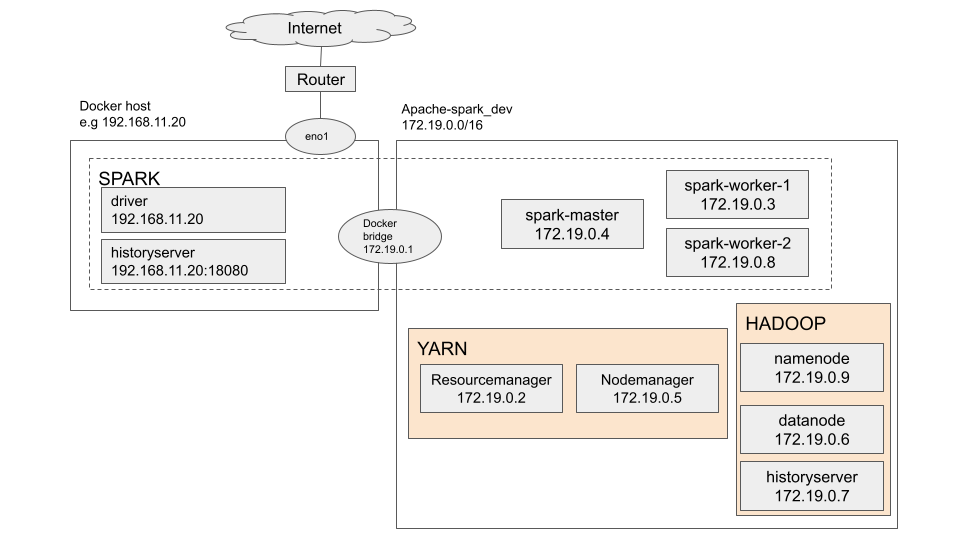 Internet
Router
Docker host
e.g 192.168.11.20
eno1
Apache-spark_dev
172.19.0.0/16
SPARK
driver
192.168.11.20
historyserver
192.168.11.20:18080
Docker
bridge
172.19.0.1
spark-master
172.19.0.4
spark-worker-1
172.19.0.3
spark-worker-2
172.19.0.8
YARN
Resourcemanager
172.19.0.2
Nodemanager
172.19.0.5
HADOOP
namenode
172.19.0.9
datanode
172.19.0.6
historyserver
172.19.0.7